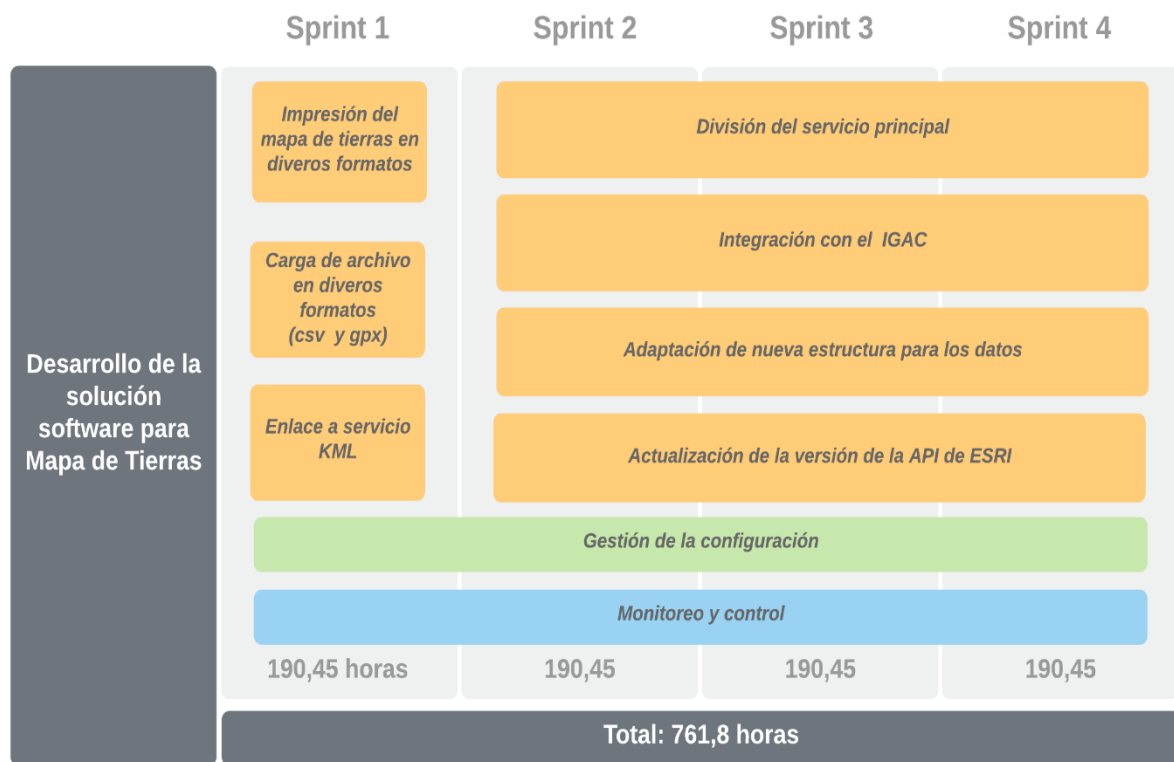 Sprint 1
Sprint 2
Sprint 3
Sprint 4
Desarrollo de la
solución
software para
Mapa de Tierras
Impresión del
mapa de tierras en
diveros formatos
Carga de archivo
en diveros
formatos
(csv y gpx)
Enlace a servicio
KML
División del servicio principal
Integración con el IGAC
Adaptación de nueva estructura para los datos
Actualización de la versión de la API de ESRI
Gestión de la configuración
Monitoreo y control
190,45 horas
190,45
190,45
190,45
Total: 761,8 horas